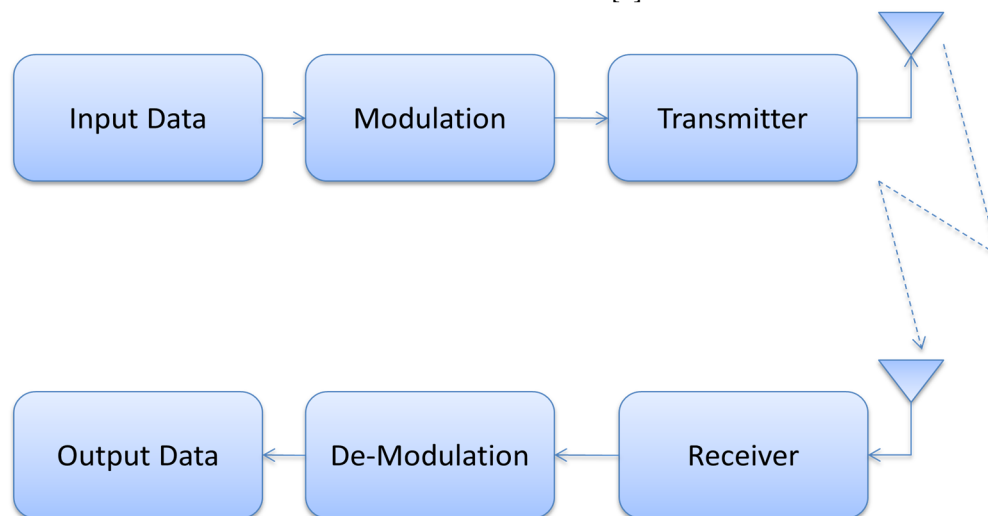 Input Data
Modulation
Transmitter
Output Data
De-Modulation
Receiver